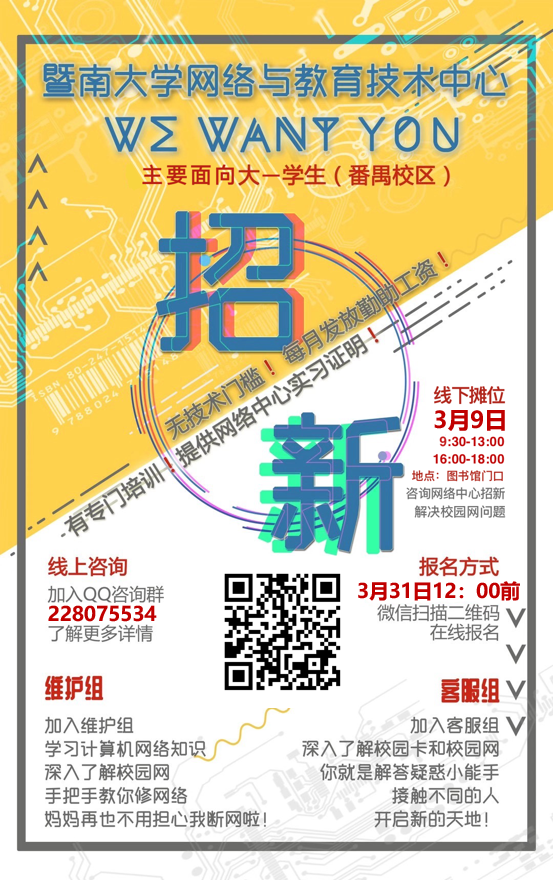 暨南大学网络与教育技术中心
WE WANT YOU
主要面向大一学生（番禺校区）
招
新
无技术门槛！每月发放勤助工资！
有专门培训！提供网络中心实习证明！
线下摊位
3月9日
9:30-13:00
16:00-18:00
地点：图书馆门口
咨询网络中心招新
解决校园网问题
线上咨询
加入QQ咨询群
228075534
了解更多详情
报名方式
3月31日12：00前
微信扫描二维码
在线报名
维护组
加入维护组
学习计算机网络知识
深入了解校园网
手把手教你修网络
妈妈再也不用担心我断网啦！
客服组
加入客服组
深入了解校园卡和校园网
你就是解答疑惑小能手
接触不同的人
开启新的天地！